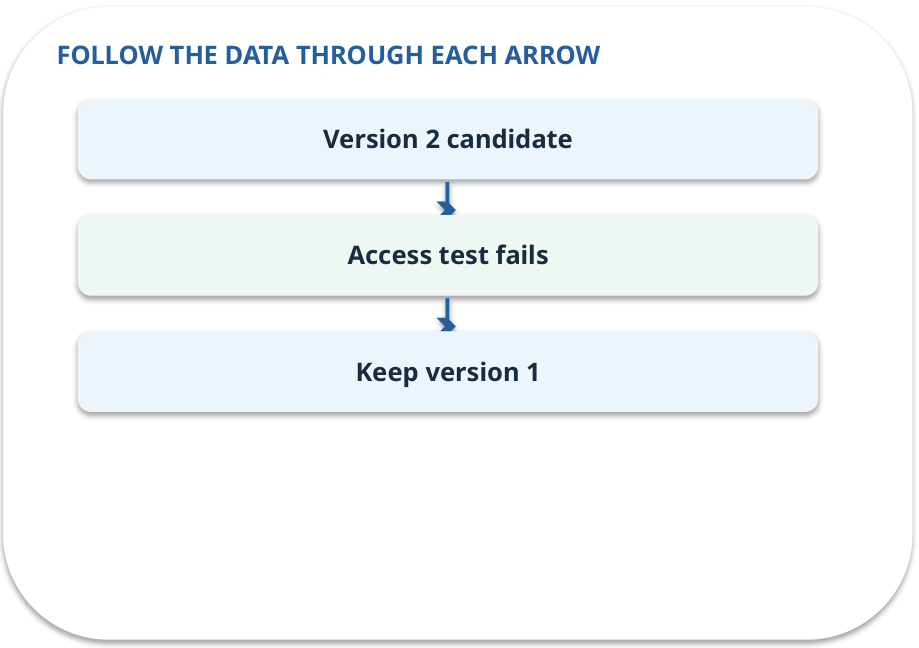 FOLLOW THE DATA THROUGH EACH ARROW
Version 2 candidate
Access test fails
Keep version 1